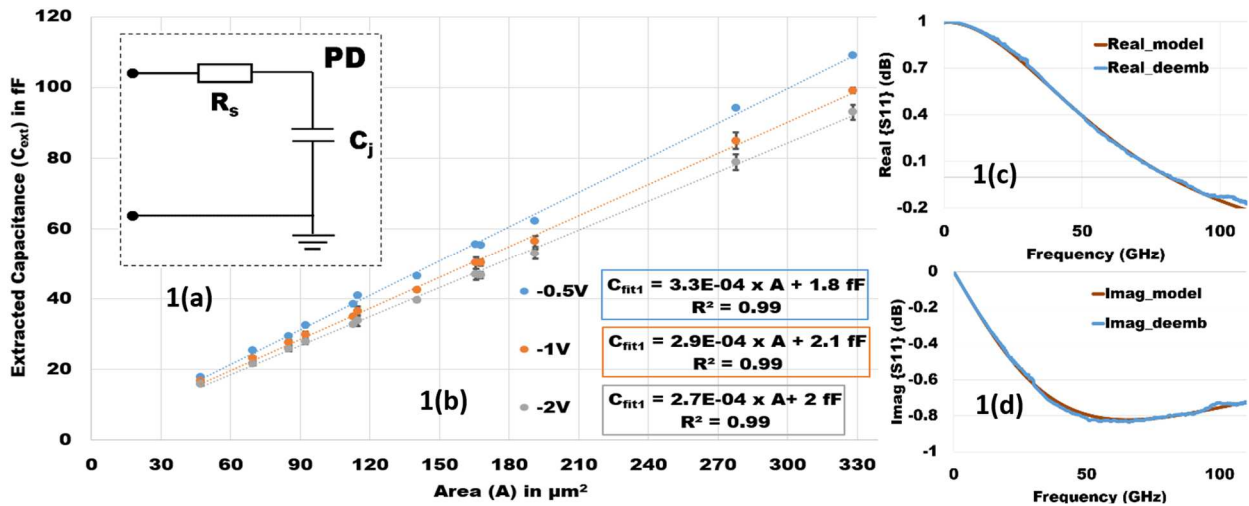 120
100
80
60
40
20
0
Extracted Capacitance (Cext) in fF
PD
Rs
Cj
1(a)
1(b)
-0.5V
-1V
-2V
Cfit1 = 3.3E-04 x A + 1.8 fF
R² = 0.99
Cfit1 = 2.9E-04 x A + 2.1 fF
R² = 0.99
Cfit1 = 2.7E-04 x A+ 2 fF
R² = 0.99
0 30 60 90 120 150 180 210 240 270 300 330
Area (A) in μm²
1
0.7
0.4
0.1
-0.2
Real {S11} (dB)
Real_model
Real_deemb
1(c)
0 50 100
Frequency (GHz)
0
-0.2
-0.4
-0.6
-0.8
-1
Imag {S11} (dB)
Imag_model
Imag_deemb
1(d)
0 50 100
Frequency (GHz)